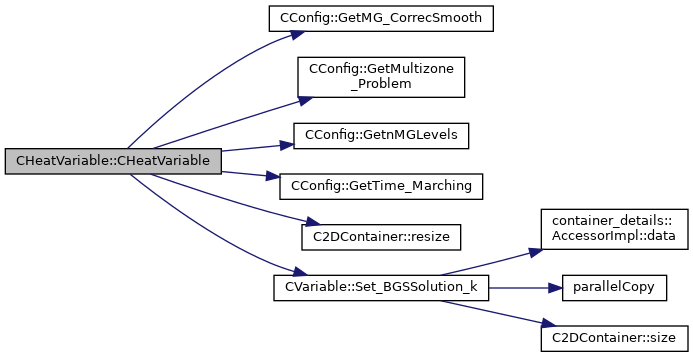 CConfig::GetMG_CorrecSmooth
CConfig::GetMultizone
_Problem
CHeatVariable::CHeatVariable
CConfig::GetnMGLevels
CConfig::GetTime_Marching
C2DContainer::resize
CVariable::Set_BGSSolution_k
container_details::
AccessorImpl::data
parallelCopy
C2DContainer::size